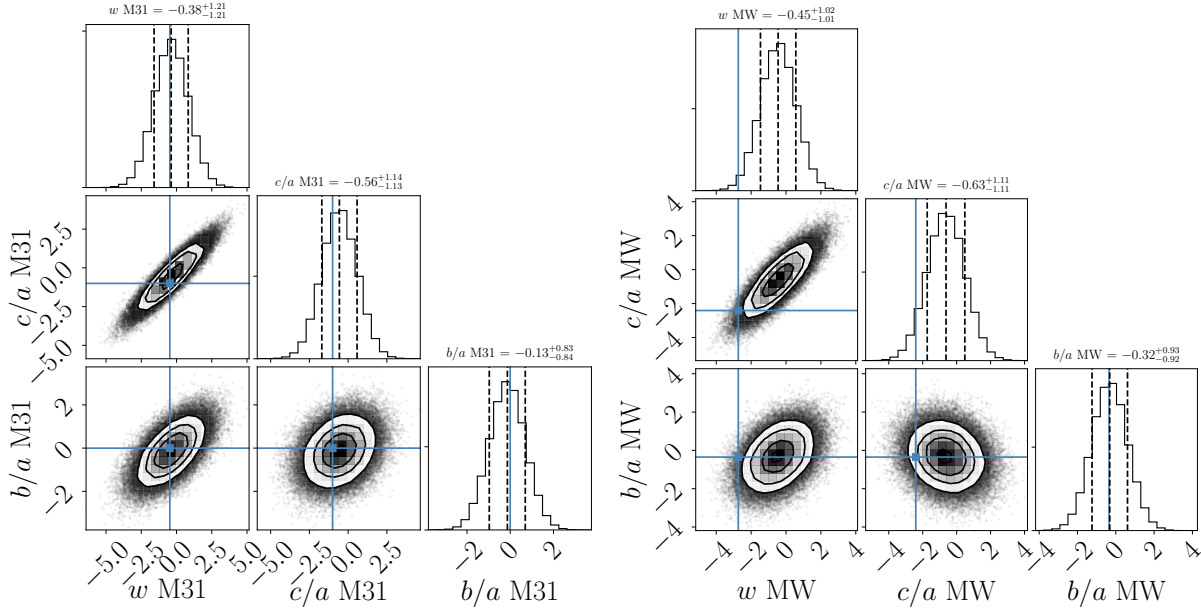 w M31 = −0.38+1.21−1.21
w MW = −0.45+1.02−1.01
c/a M31 = −0.56+1.14−1.13
c/a MW = −0.63+1.11−1.11
b/a M31 = −0.13+0.83−0.84
b/a MW = −0.32+0.93−0.92
c/a M31
2.5
0.0
−2.5
−5.0
b/a M31
2
0
−2
−5.0 −2.5 0.0 2.5
w M31
−5.0 −2.5 0.0 2.5
c/a M31
−2 0 2
b/a M31
c/a MW
4
2
0
−2
−4
b/a MW
4
2
0
−2
−4
−4 −2 0 2 4
w MW
−4 −2 0 2 4
c/a MW
−4 −2 0 2 4
b/a MW